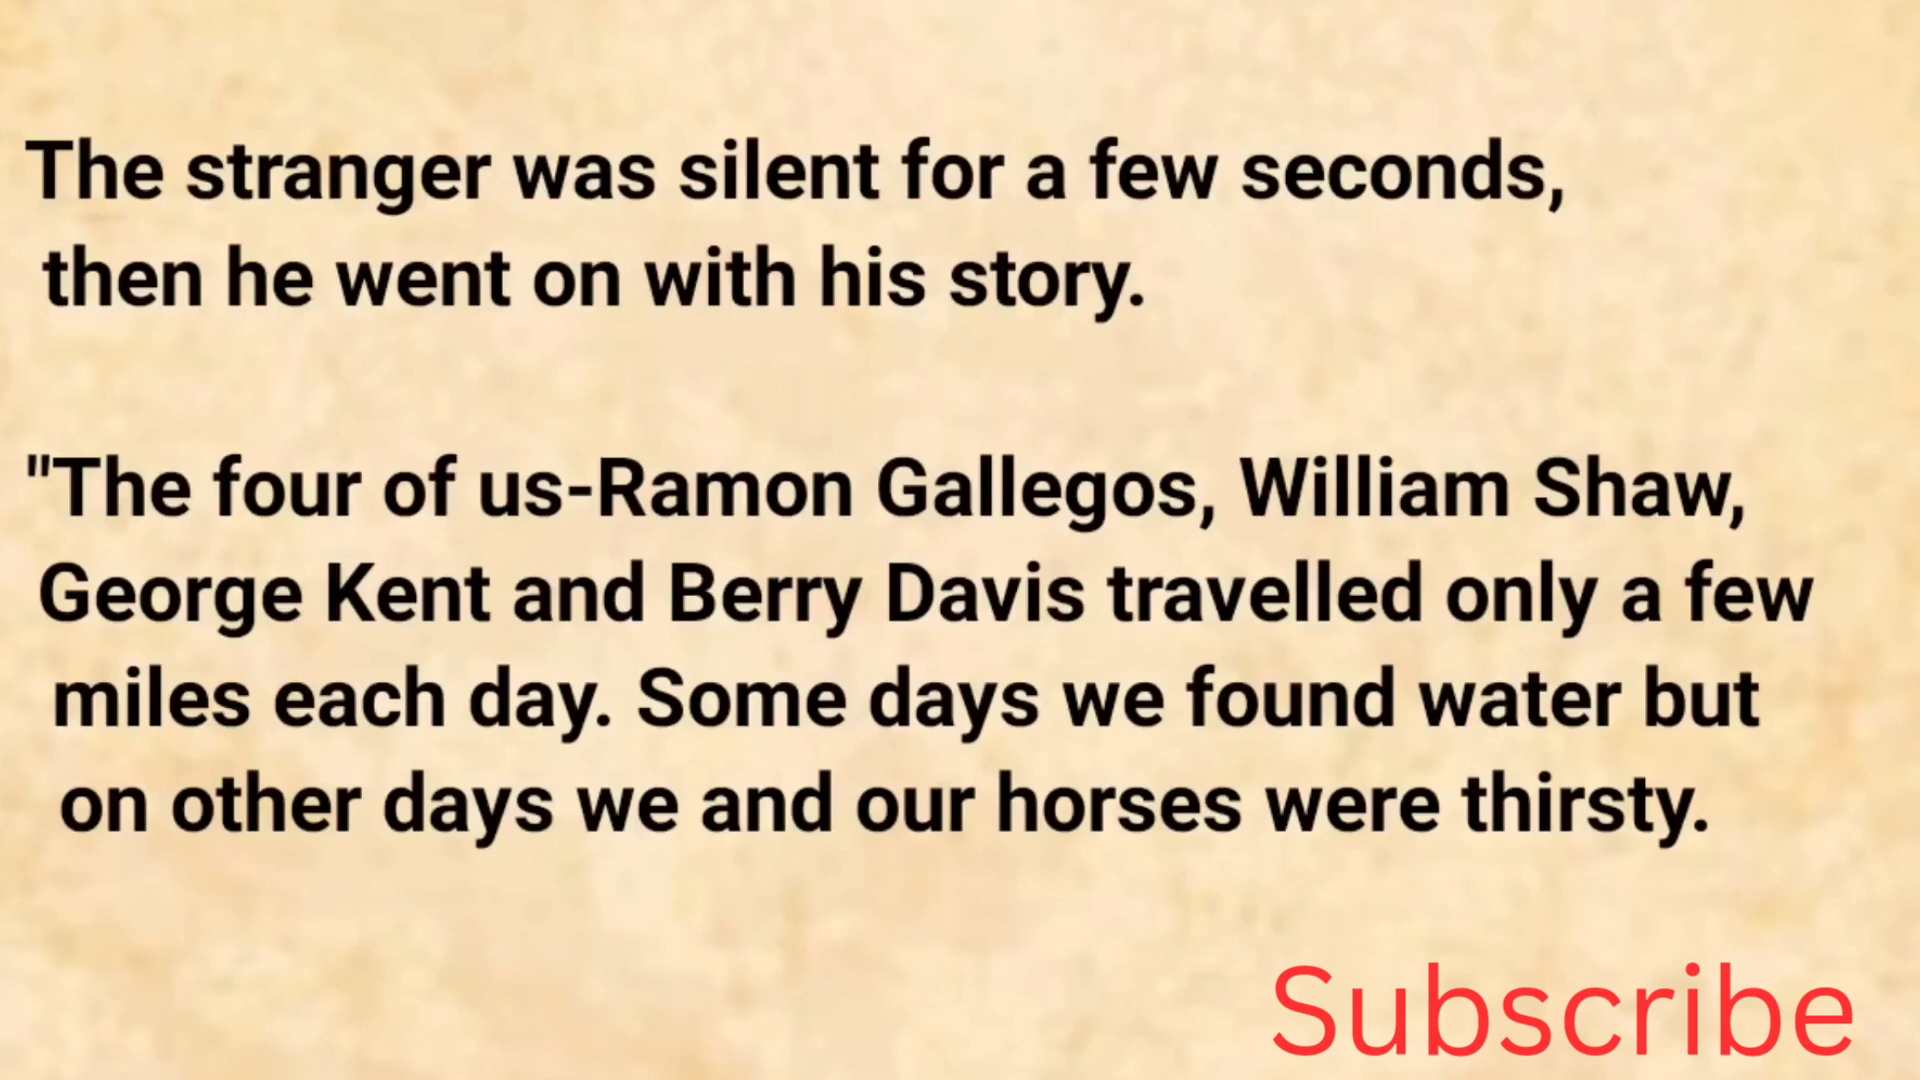 The stranger was silent for a few seconds,
then he went on with his story.
"The four of us-Ramon Gallegos, William Shaw,
George Kent and Berry Davis travelled only a few
miles each day. Some days we found water but
on other days we and our horses were thirsty.
Subscribe